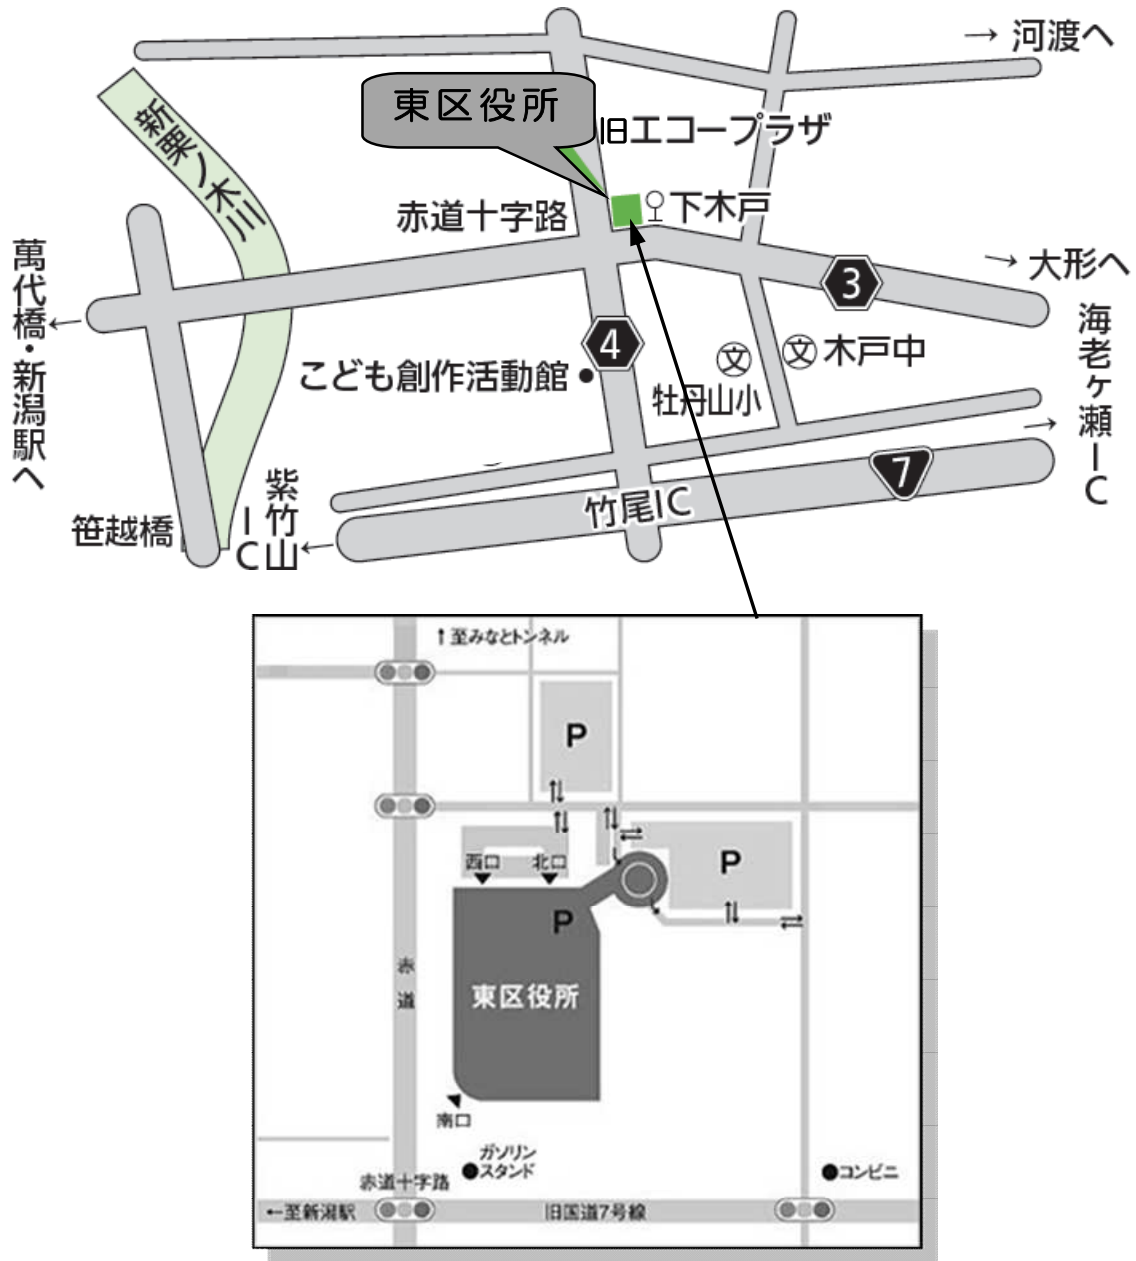 → 河渡へ
東区役所
旧エコープラザ
新栗ノ木川
赤道十字路
下木戸
萬代橋・新潟駅へ
←
→ 大形へ
3
海老ヶ瀬IC
→
4
文
文 木戸中
こども創作活動館
牡丹山小
7
紫竹山IC
←
竹尾IC
笹越橋
↑至みなとトンネル
P
西口
北口
P
P
赤道
東区役所
南口
ガソリン
スタンド
コンビニ
赤道十字路
←至新潟駅
旧国道7号線